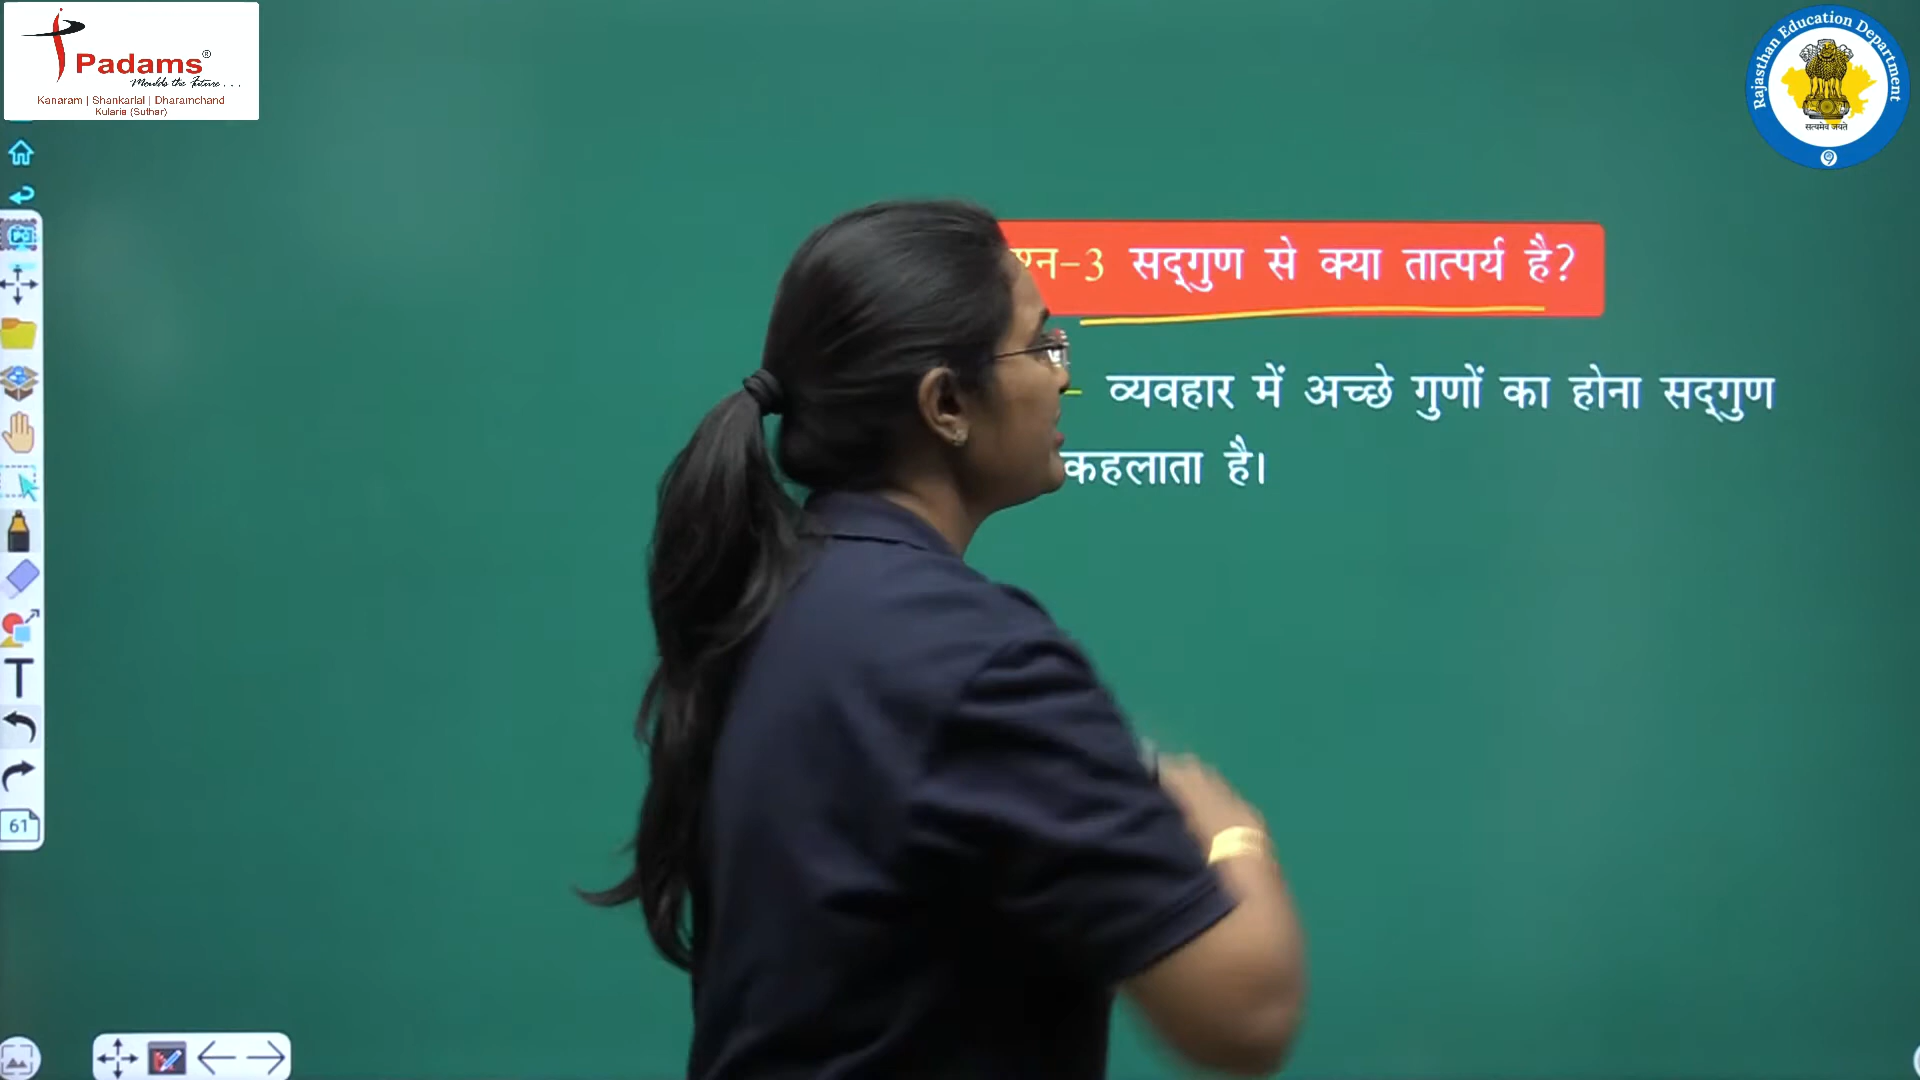 Padams®
Moulds the Future...
Kanaram | Shankarlal | Dharamchand
Kularia (Suthar)
Rajasthan Education Department
सत्यमेव जयते
-3 सद्‌गुण से क्या तात्पर्य है?
- व्यवहार में अच्छे गुणों का होना सद्‌गुण
कहलाता है।
T
61